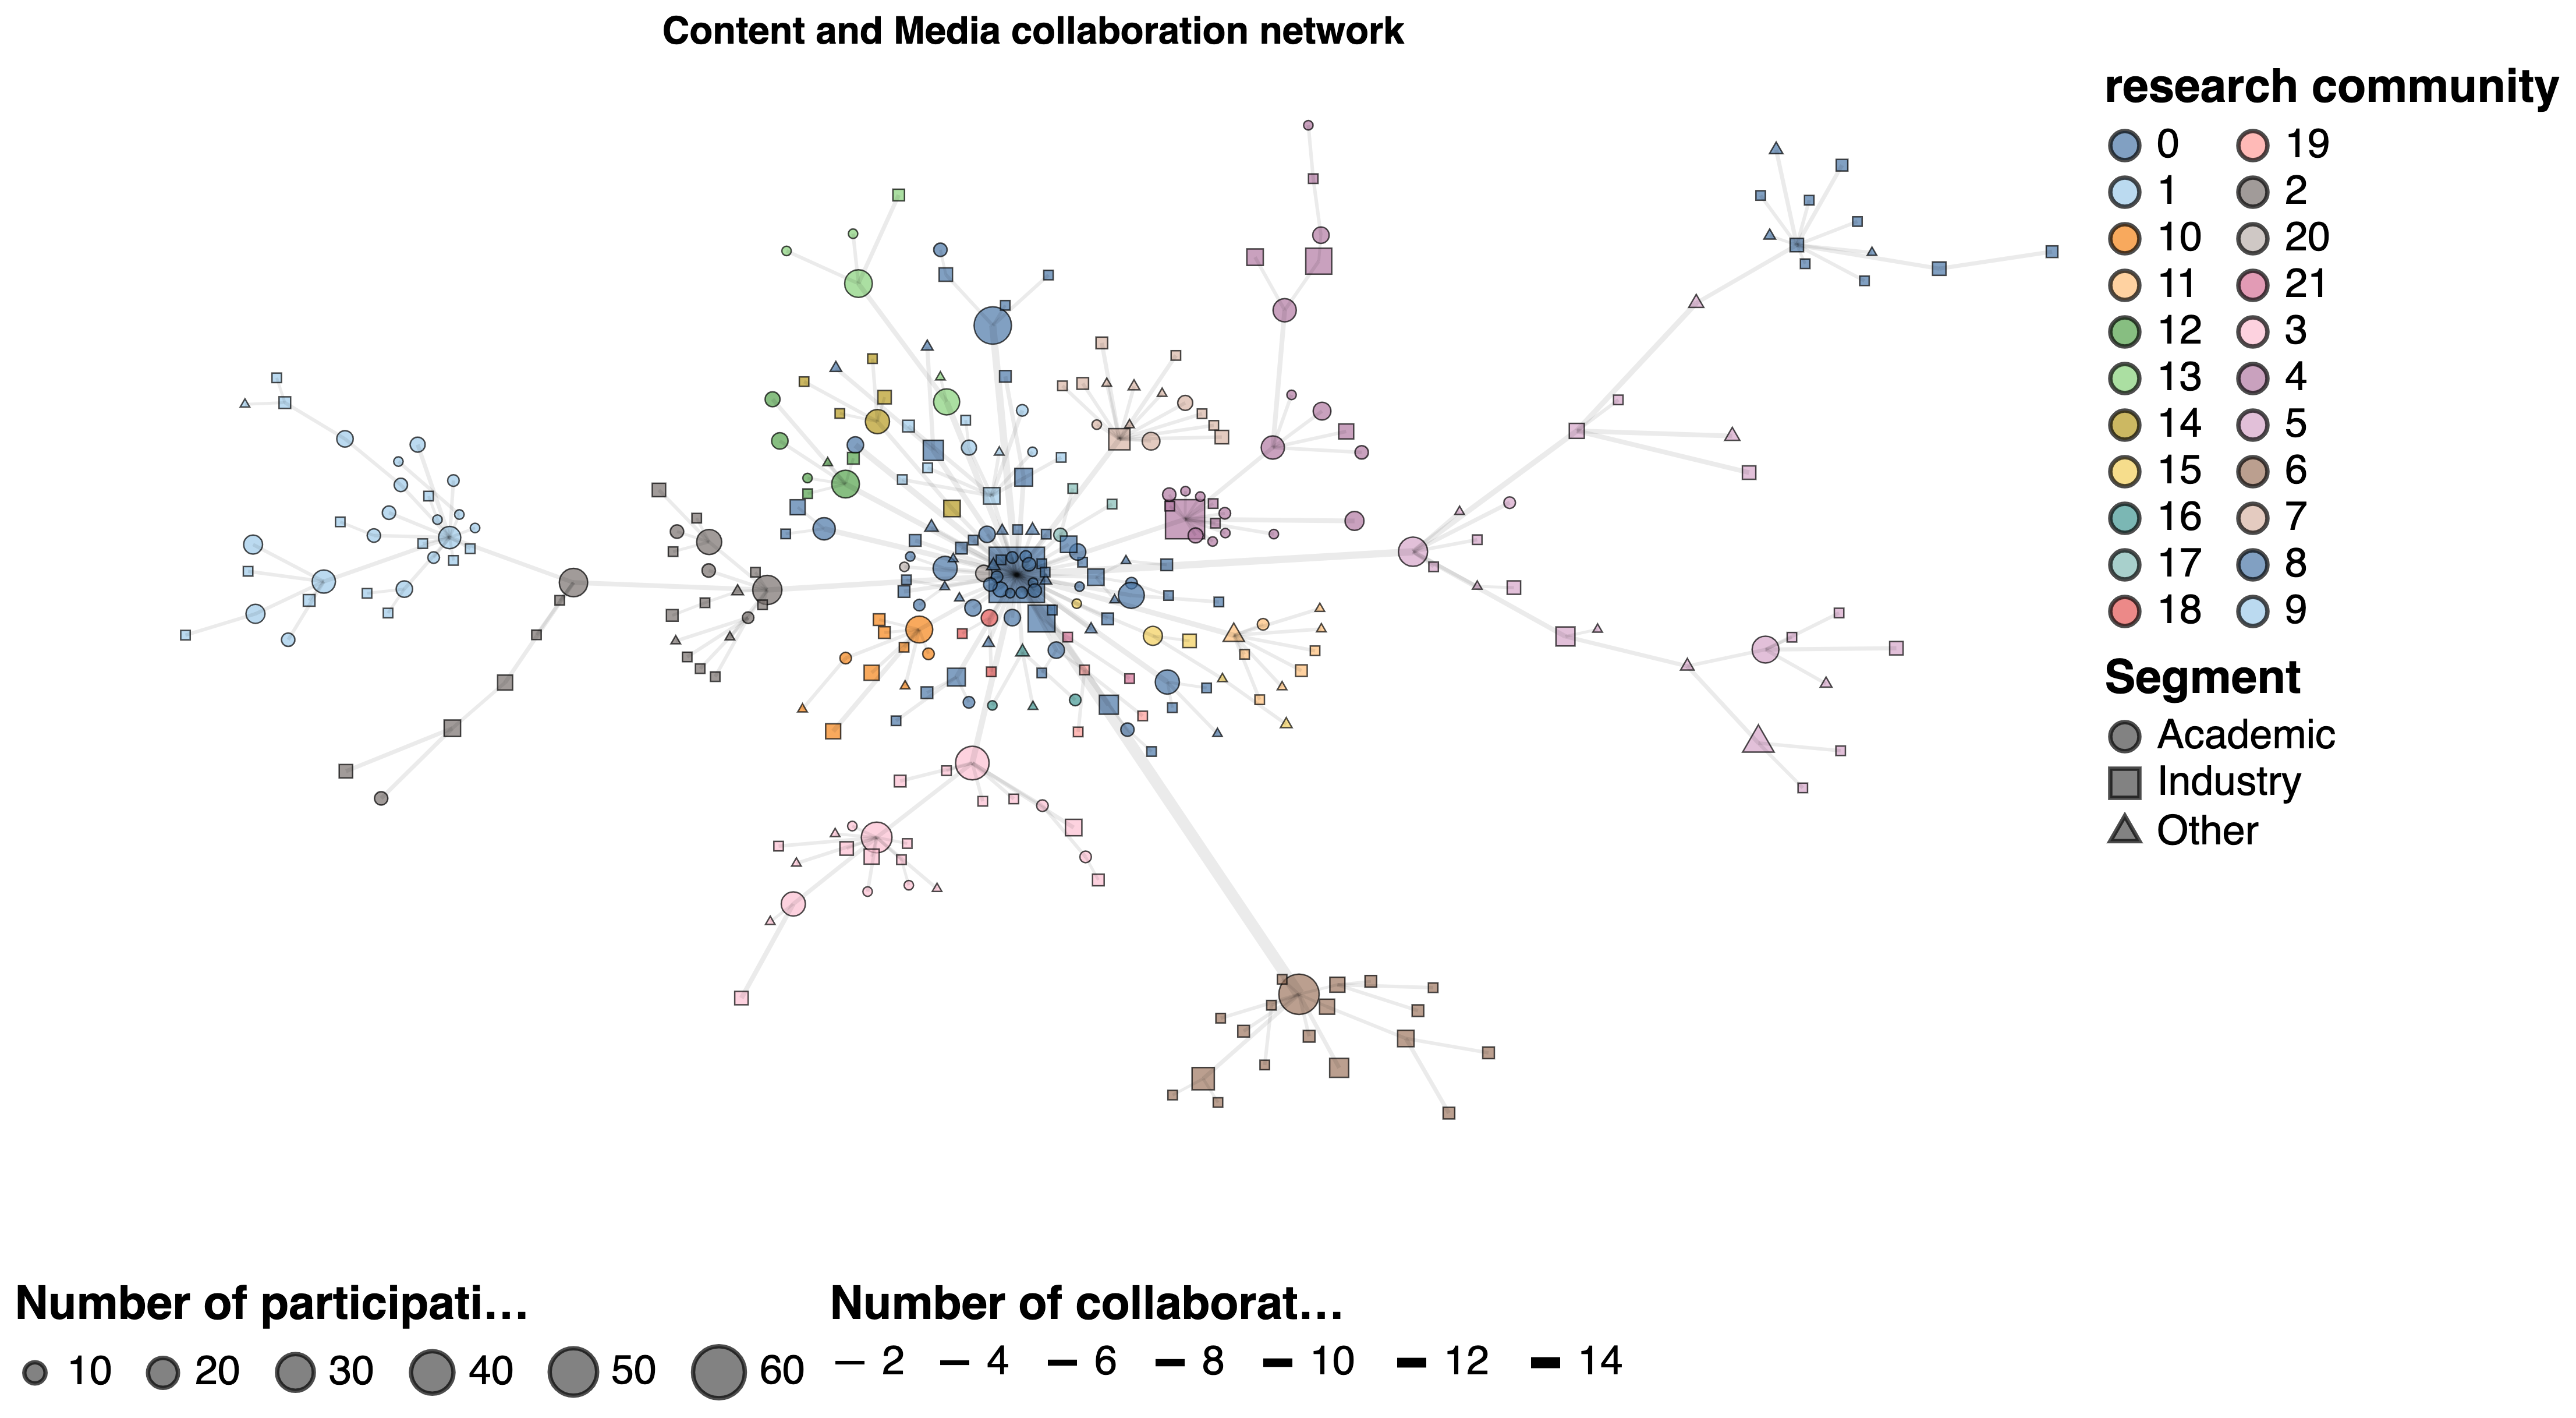 Content and Media collaboration network
research community
0 19
1 2
10 20
11 21
12 3
13 4
14 5
15 6
16 7
17 8
18 9
Segment
Academic
Industry
Other
Number of participati…
10 20 30 40 50 60
Number of collaborat…
2 4 6 8 10 12 14